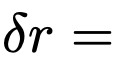 δr =